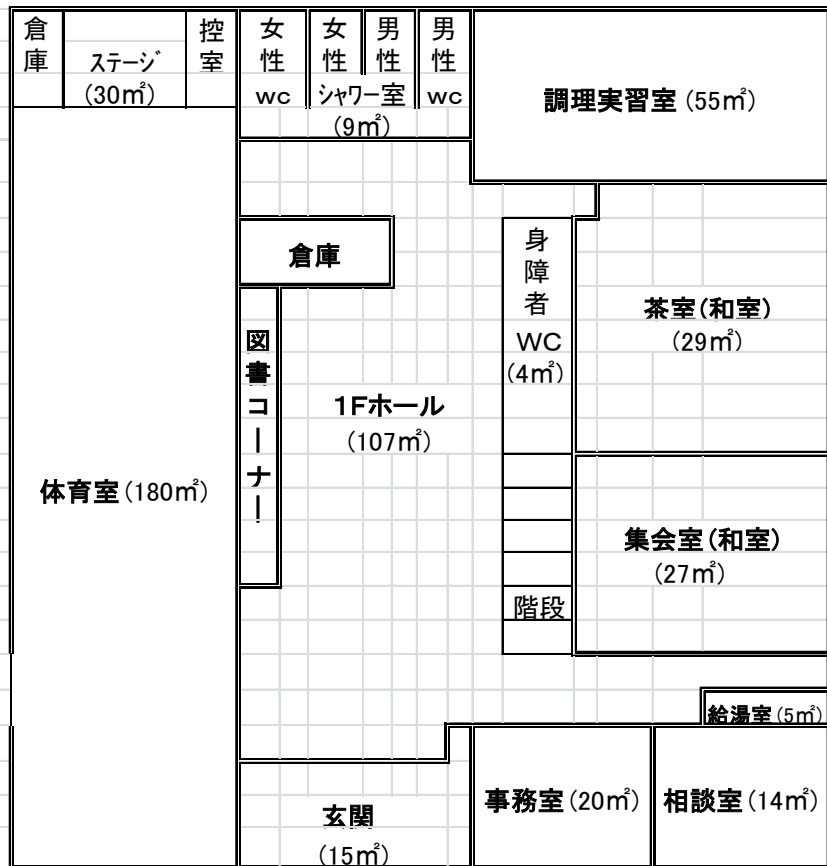 倉庫
ステージ
(30㎡)
控室
女性
wc
女性
男性
シャワー室
(9㎡)
男性
wc
調理実習室(55㎡)
倉庫
身障者
WC
(4㎡)
茶室(和室)
(29㎡)
図書コーナー
1Fホール
(107㎡)
体育室(180㎡)
集会室(和室)
(27㎡)
階段
給湯室(5㎡)
玄関
(15㎡)
事務室(20㎡)
相談室(14㎡)